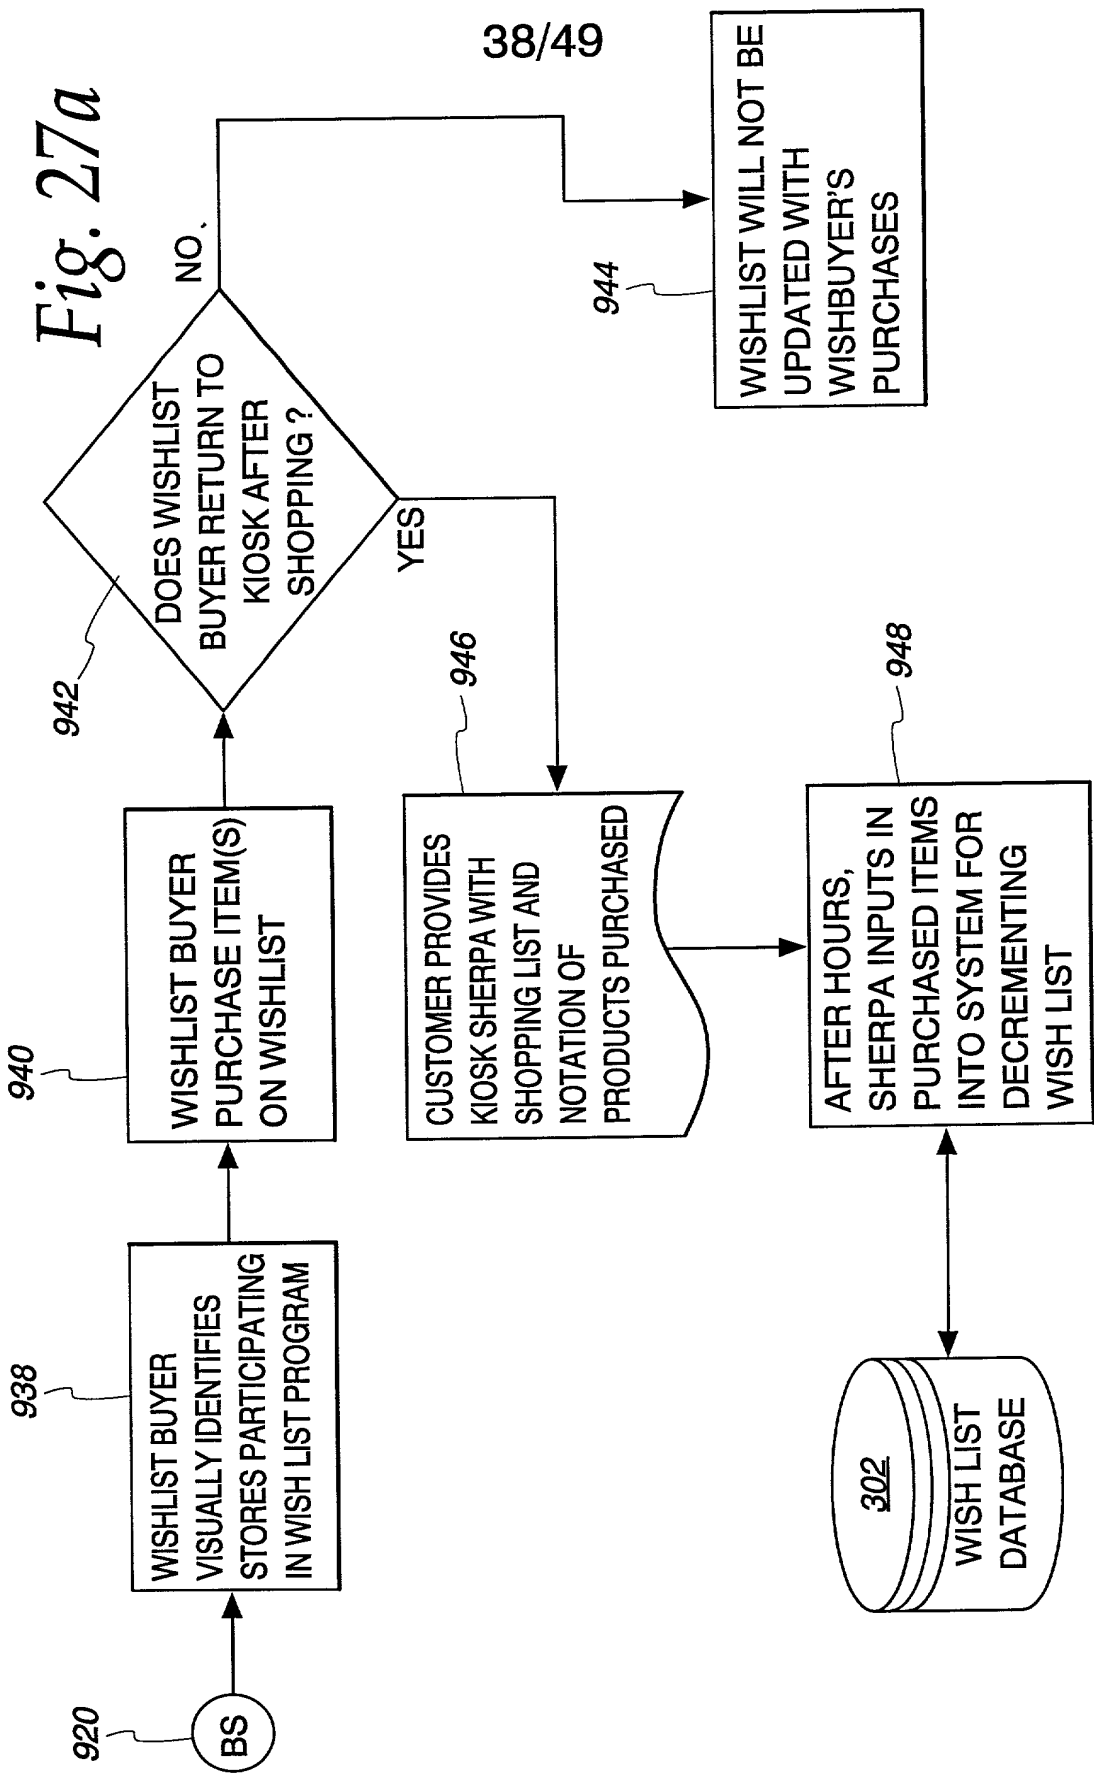 38/49
Fig. 27a
920
BS
938
WISHLIST BUYER
VISUALLY IDENTIFIES
STORES PARTICIPATING
IN WISH LIST PROGRAM
940
WISHLIST BUYER
PURCHASE ITEM(S)
ON WISHLIST
942
DOES WISHLIST
BUYER RETURN TO
KIOSK AFTER
SHOPPING ?
NO
YES
944
WISHLIST WILL NOT BE
UPDATED WITH
WISHBUYER'S
PURCHASES
946
CUSTOMER PROVIDES
KIOSK SHERPA WITH
SHOPPING LIST AND
NOTATION OF
PRODUCTS PURCHASED
948
AFTER HOURS,
SHERPA INPUTS IN
PURCHASED ITEMS
INTO SYSTEM FOR
DECREMENTING
WISH LIST
302
WISH LIST
DATABASE